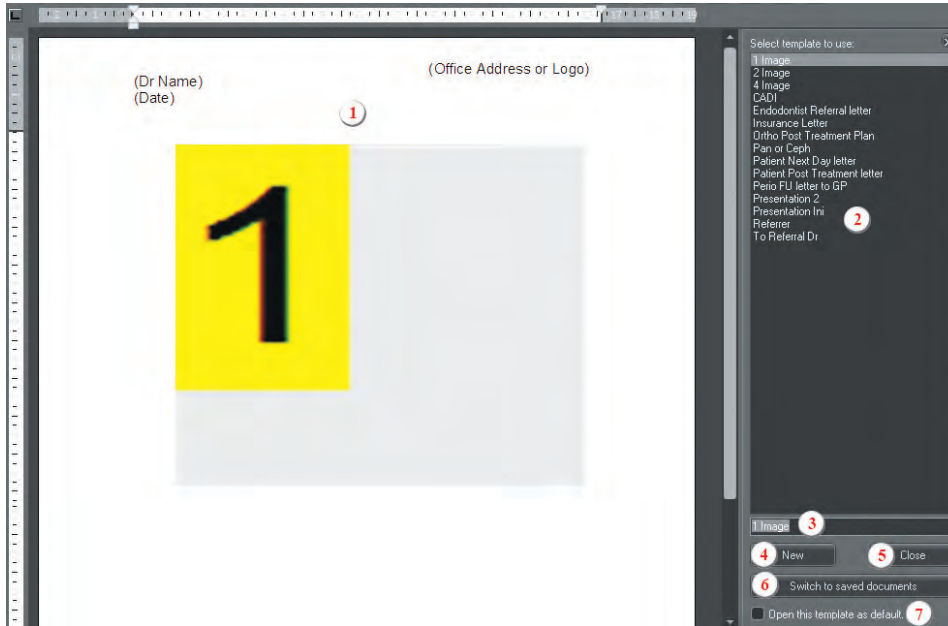 (Dr Name)
(Date)
(Office Address or Logo)
1
1
Select template to use:
1 Image
2 Image
4 Image
CADI
Endodontist Referral letter
Insurance Letter
Ortho Post Treatment Plan
Pan or Ceph
Patient Next Day letter
Patient Post Treatment letter
Perio FU letter to GP
Presentation 2
Presentation Ini
Referrer
To Referral Dr
2
1 Image 3
4 New
5 Close
6 Switch to saved documents
Open this template as default. 7